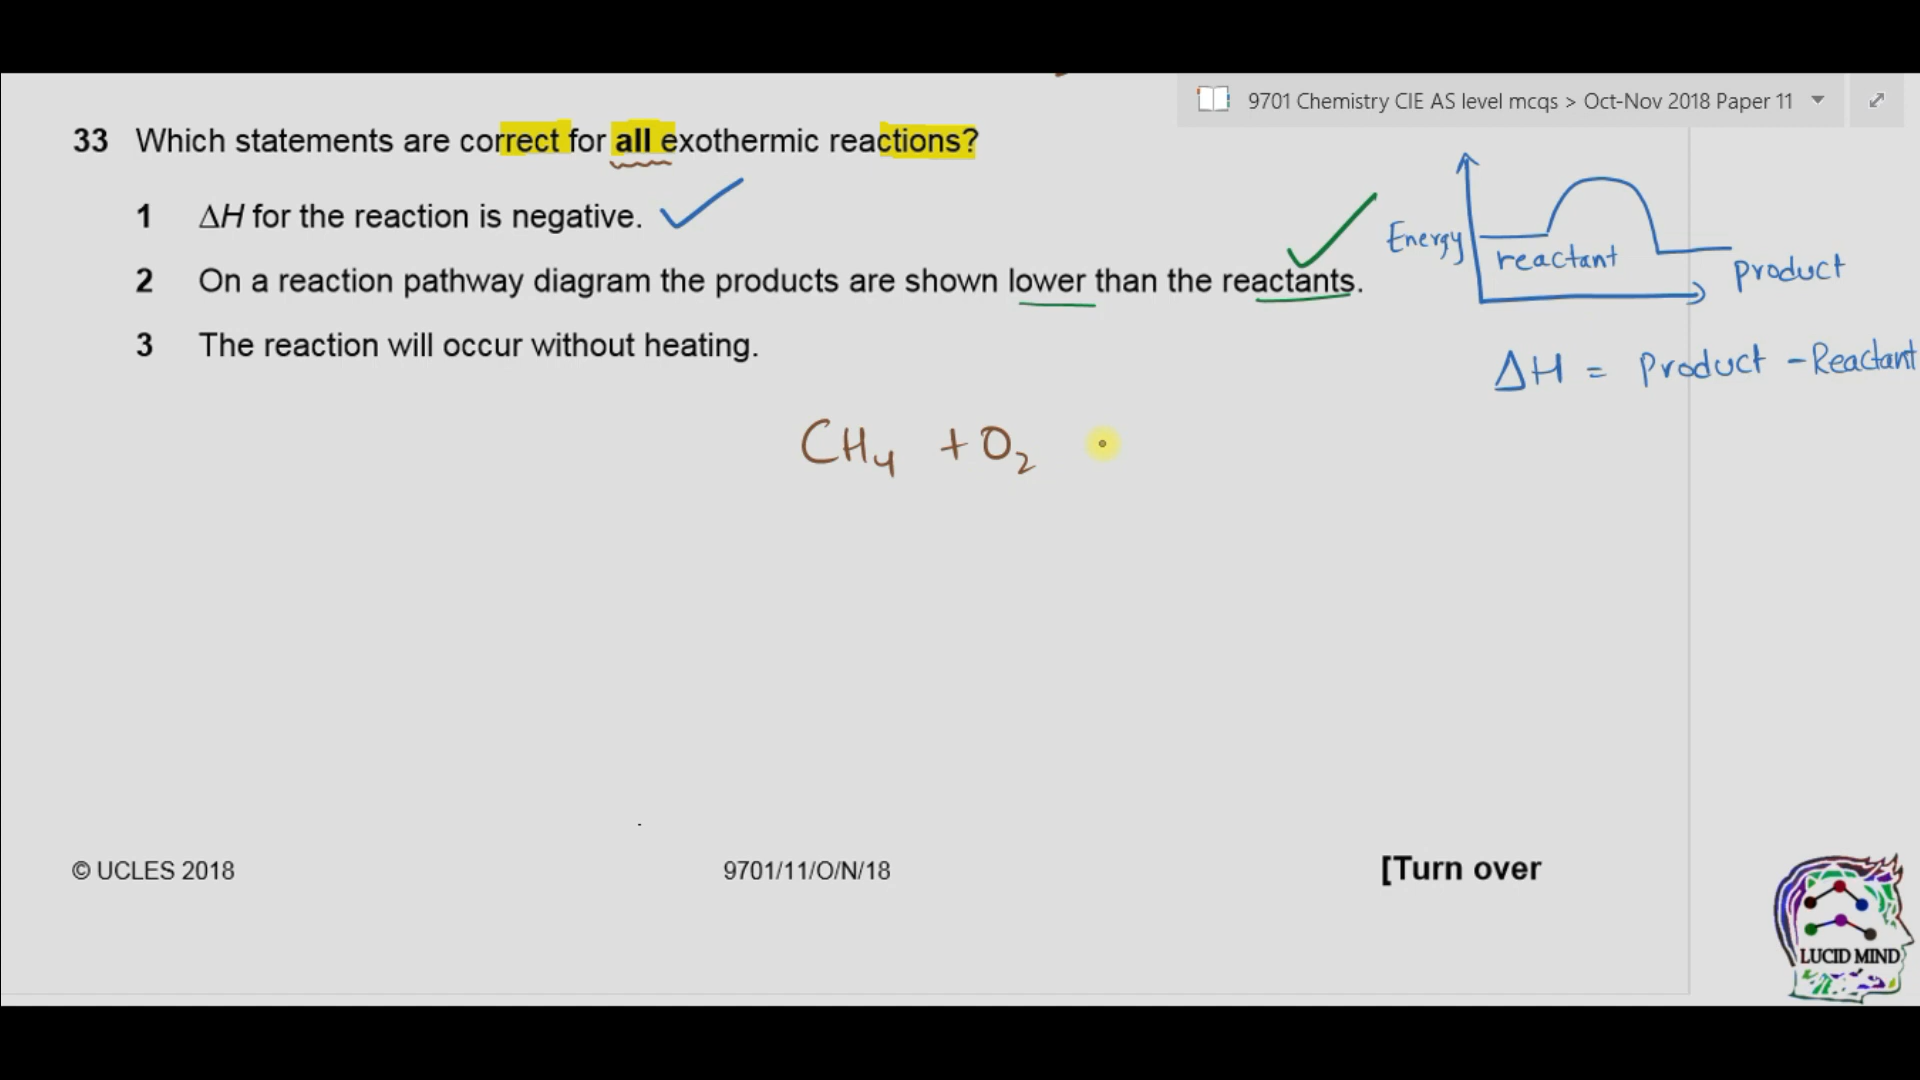 9701 Chemistry CIE AS level mcqs > Oct-Nov 2018 Paper 11
33 Which statements are correct for all exothermic reactions?
1 ΔH for the reaction is negative.
2 On a reaction pathway diagram the products are shown lower than the reactants.
3 The reaction will occur without heating.
Energy
reactant
Product
ΔH = Product - Reactant
CH₄ + O₂
© UCLES 2018
9701/11/O/N/18
[Turn over
LUCID MIND